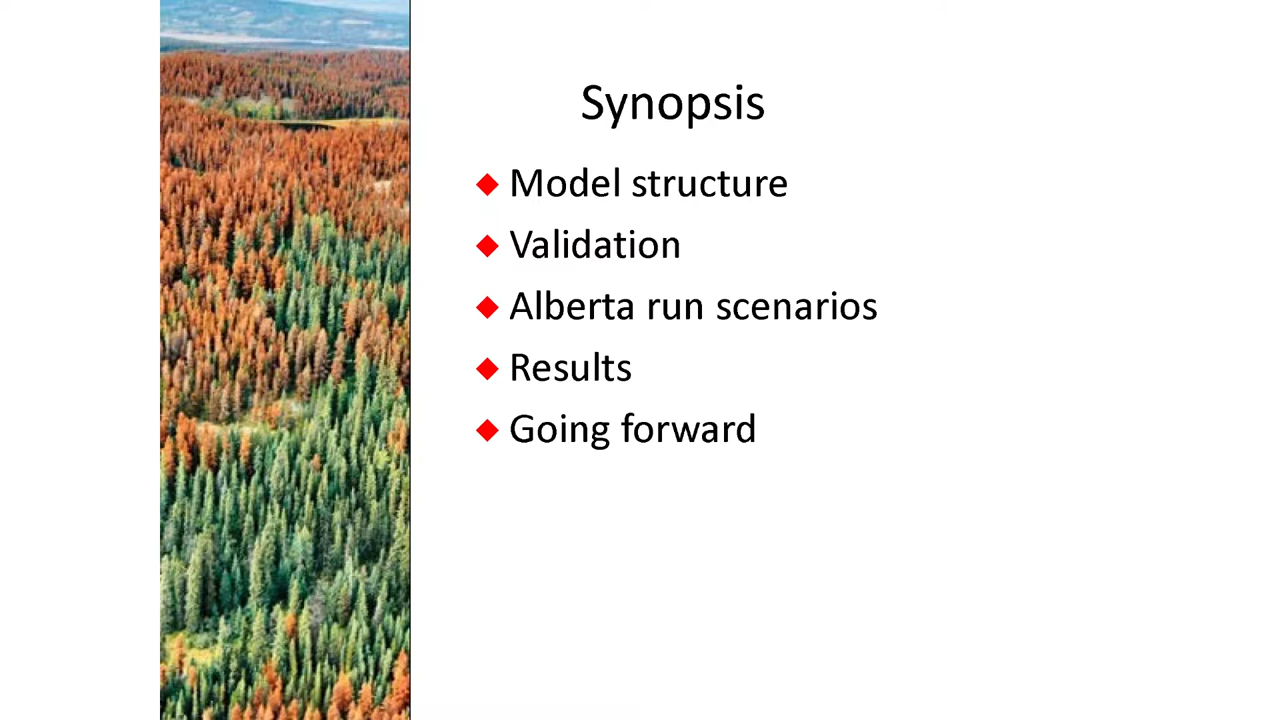 Synopsis
Model structure
Validation
Alberta run scenarios
Results
Going forward